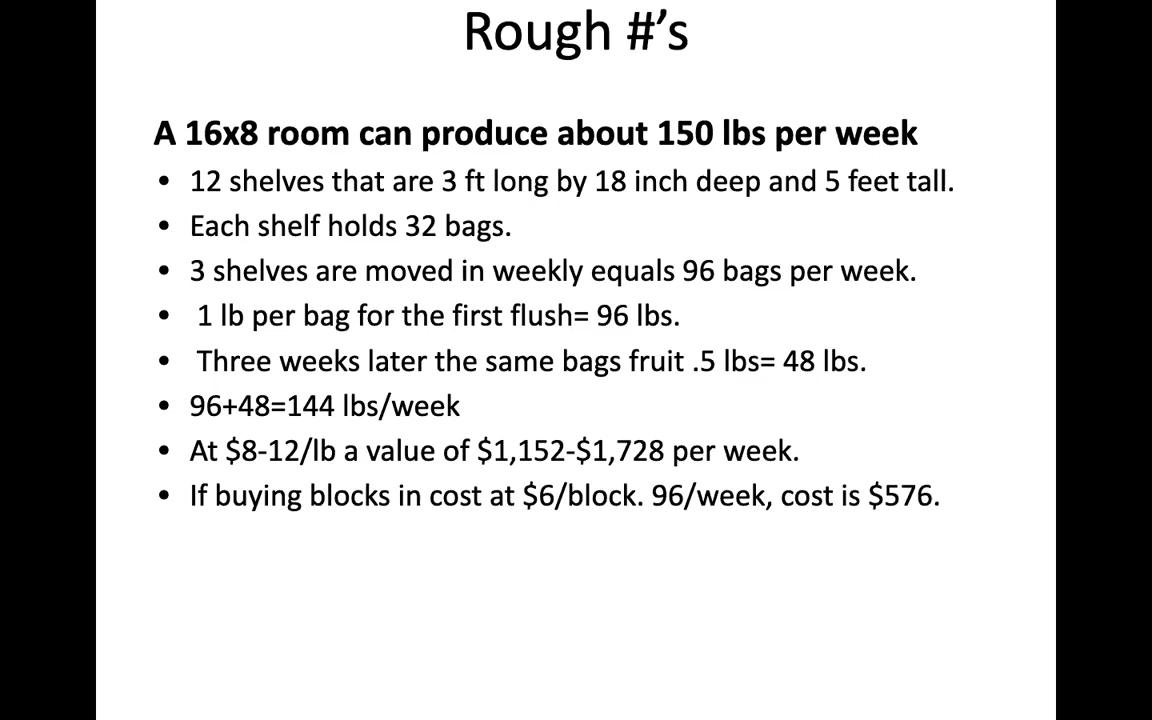 Rough #’s
A 16x8 room can produce about 150 lbs per week
• 12 shelves that are 3 ft long by 18 inch deep and 5 feet tall.
• Each shelf holds 32 bags.
• 3 shelves are moved in weekly equals 96 bags per week.
• 1 lb per bag for the first flush= 96 lbs.
• Three weeks later the same bags fruit .5 lbs= 48 lbs.
• 96+48=144 lbs/week
• At $8-12/lb a value of $1,152-$1,728 per week.
• If buying blocks in cost at $6/block. 96/week, cost is $576.